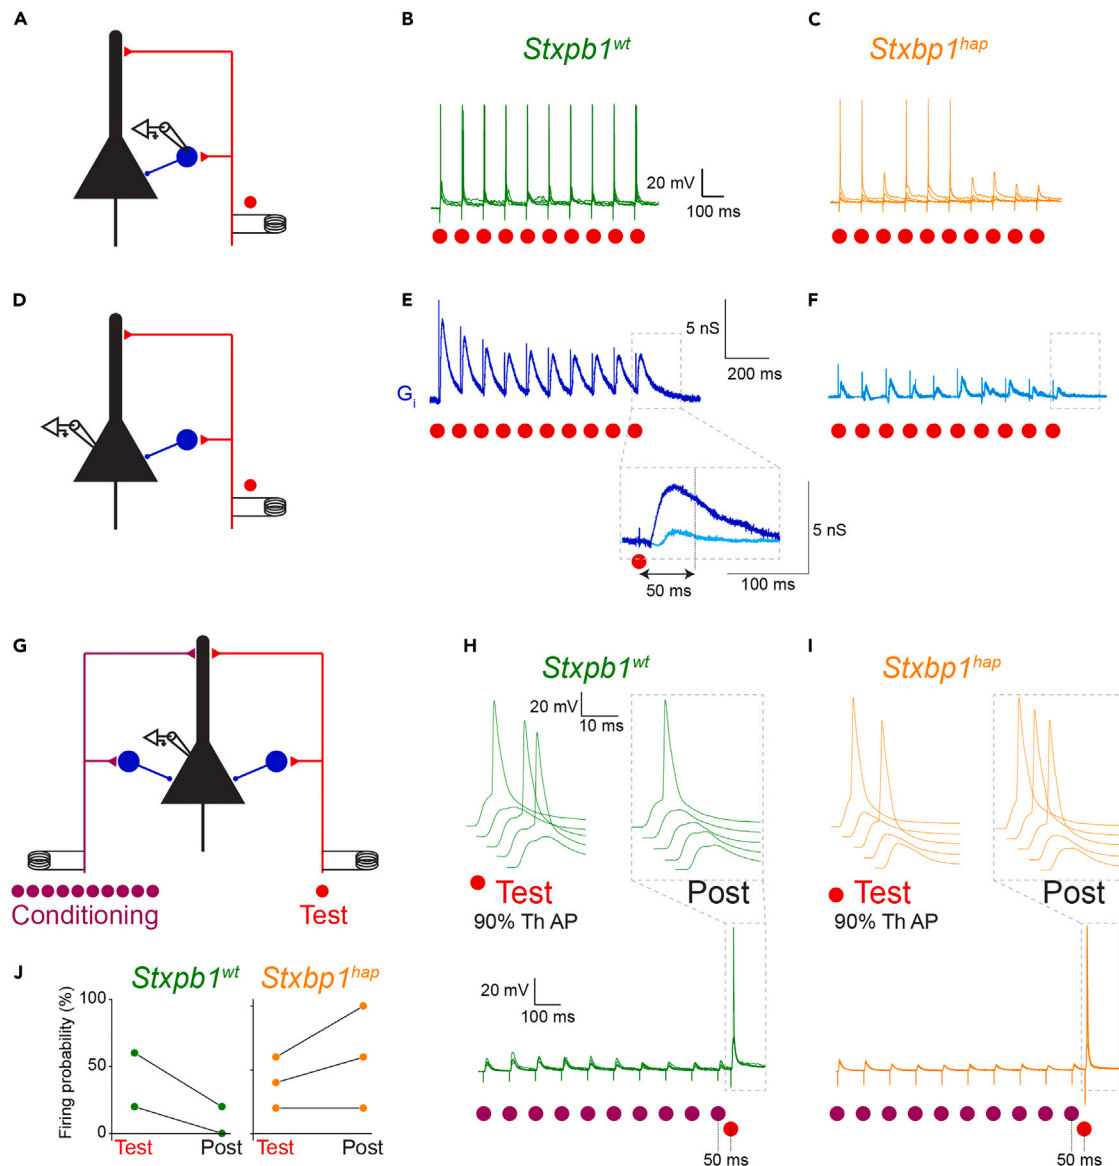 A
B
C
Stxpb1wt
Stxbp1hap
20 mV
100 ms
D
E
F
5 nS
200 ms
Gi
5 nS
100 ms
50 ms
G
H
I
Stxpb1wt
Stxbp1hap
20 mV
10 ms
Test
Post
90% Th AP
Test
Post
90% Th AP
Conditioning
Test
J
Stxpb1wt
Stxbp1hap
Firing probability (%)
100
50
0
Test
Post
Test
Post
20 mV
100 ms
50 ms
50 ms